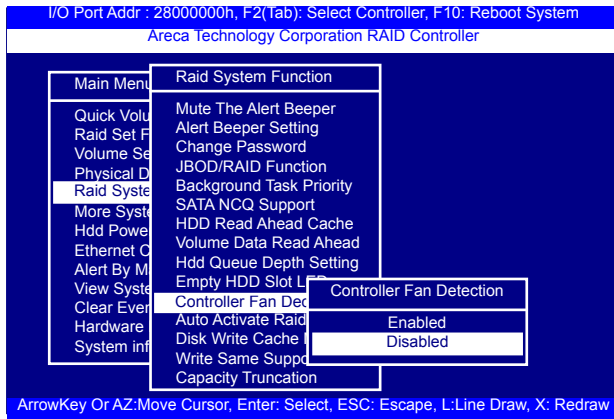 I/O Port Addr : 28000000h, F2(Tab): Select Controller, F10: Reboot System
Areca Technology Corporation RAID Controller
Main Menu
Quick Volu
Raid Set F
Volume Se
Physical D
Raid Syste
More Syste
Hdd Powe
Ethernet C
Alert By M
View Syste
Clear Even
Hardware
System inf
Raid System Function
Mute The Alert Beeper
Alert Beeper Setting
Change Password
JBOD/RAID Function
Background Task Priority
SATA NCQ Support
HDD Read Ahead Cache
Volume Data Read Ahead
Hdd Queue Depth Setting
Empty HDD Slot LED
Controller Fan Dec
Auto Activate Raid
Disk Write Cache
Write Same Suppo
Capacity Truncation
Controller Fan Detection
Enabled
Disabled
ArrowKey Or AZ:Move Cursor, Enter: Select, ESC: Escape, L:Line Draw, X: Redraw